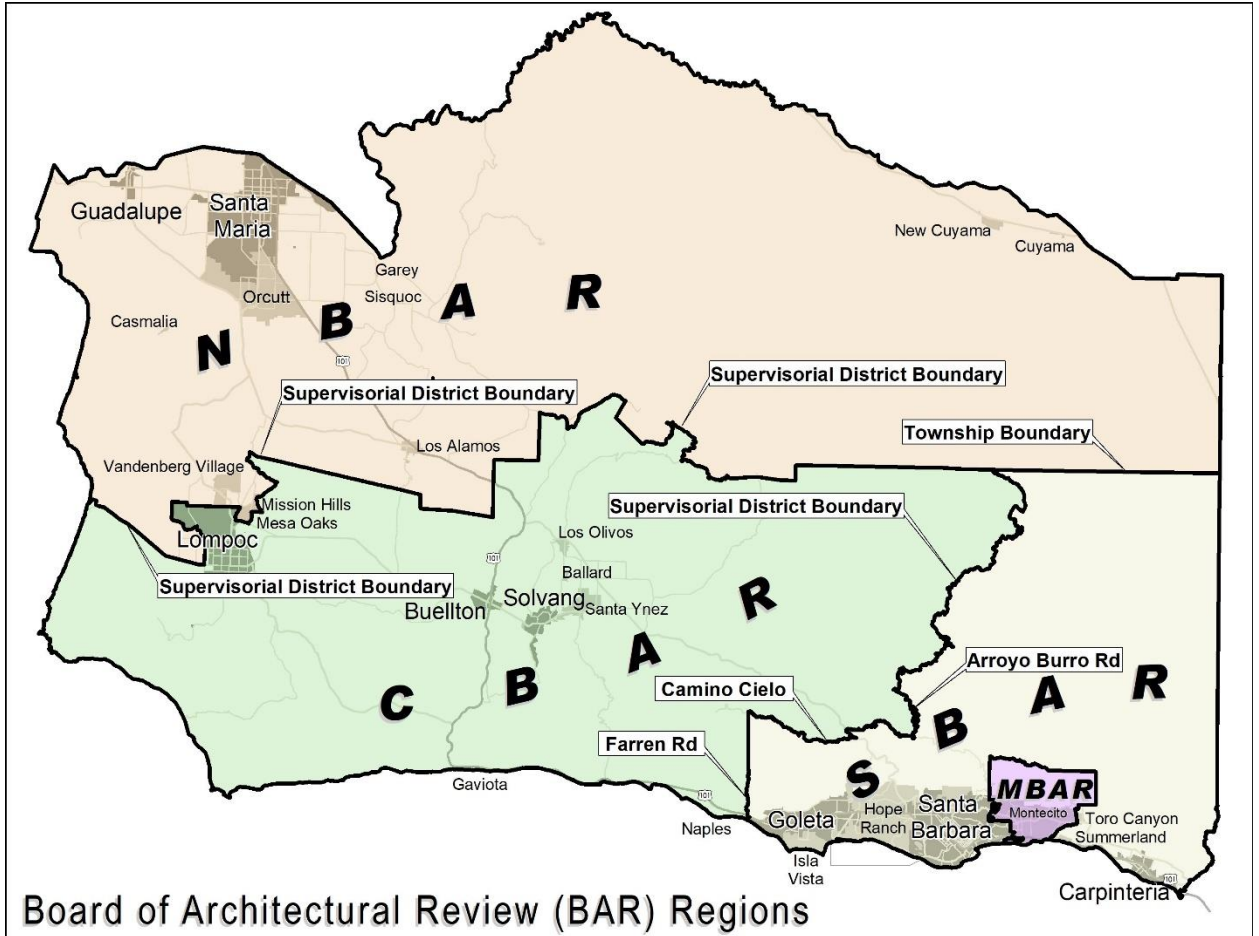 Guadalupe
Santa
Maria
New Cuyama
Cuyama
Garey
Sisquoc
Orcutt
Casmalia
N B A R
101
Supervisorial District Boundary
Supervisorial District Boundary
Township Boundary
Los Alamos
Vandenberg Village
Mission Hills
Mesa Oaks
Lompoc
Supervisorial District Boundary
Supervisorial District Boundary
Los Olivos
101
Ballard
Solvang
Santa Ynez
Buellton
C B A R
Arroyo Burro Rd
Camino Cielo
Farren Rd
S B A R
Gaviota
101
Naples
Goleta
Hope
Ranch
Santa
Barbara
MBAR
Montecito
Toro Canyon
Summerland
Isla
Vista
101
Carpinteria
Board of Architectural Review (BAR) Regions